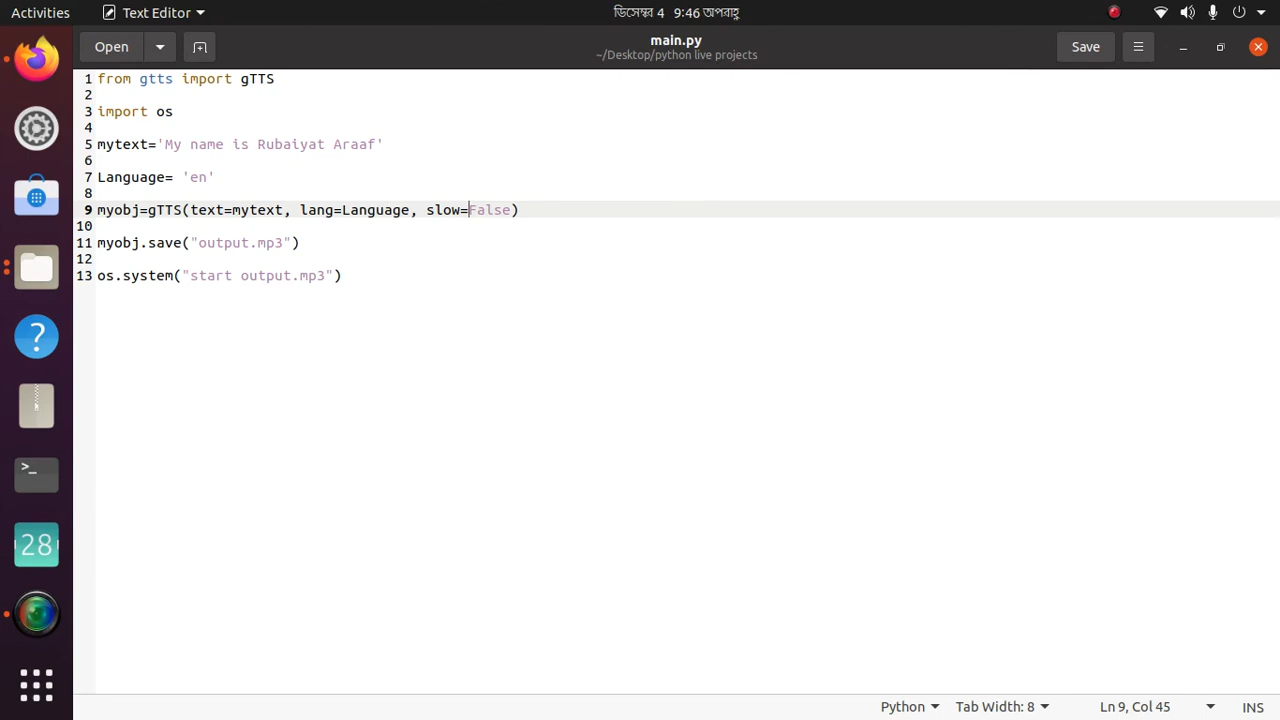 Activities
Text Editor
ডিসেম্বর 4 9:46 অপরাহ্ণ
Open
main.py
~/Desktop/python live projects
Save
1 from gtts import gTTS
2
3 import os
4
5 mytext='My name is Rubaiyat Araaf'
6
7 Language= 'en'
8
9 myobj=gTTS(text=mytext, lang=Language, slow=False)
10
11 myobj.save("output.mp3")
12
13 os.system("start output.mp3")
?
>_
28
Python
Tab Width: 8
Ln 9, Col 45
INS